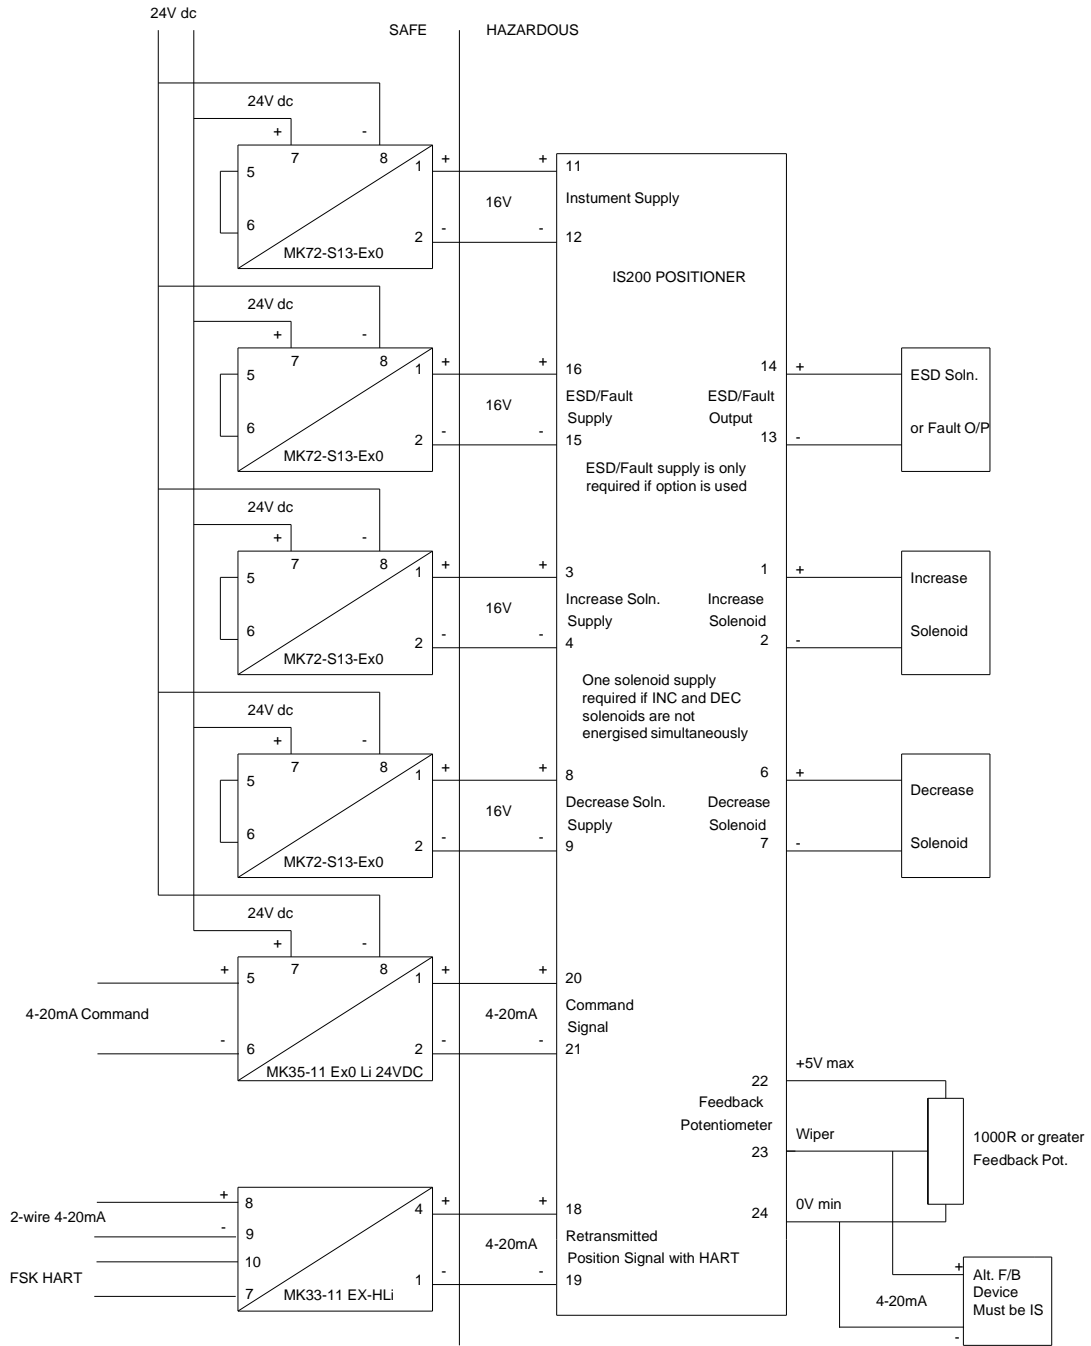 24V dc
SAFE HAZARDOUS
24V dc
+ -
7 8
5 1 + + 11
16V Instument Supply
6 2 - - 12
MK72-S13-Ex0
IS200 POSITIONER
24V dc
+ -
7 8
5 1 + + 16 14 + ESD Soln.
16V ESD/Fault ESD/Fault
Supply Output
6 2 - - 15 13 - or Fault O/P
MK72-S13-Ex0
ESD/Fault supply is only
required if option is used
24V dc
+ -
7 8
5 1 + + 3 1 + Increase
16V Increase Soln. Increase
Supply Solenoid
6 2 - - 4 2 - Solenoid
MK72-S13-Ex0
One solenoid supply
required if INC and DEC
solenoids are not
energised simultaneously
24V dc
+ -
7 8
5 1 + + 8 6 + Decrease
16V Decrease Soln. Decrease
Supply Solenoid
6 2 - - 9 7 - Solenoid
MK72-S13-Ex0
24V dc
+ -
7 8
+ 5 1 + + 20
4-20mA Command 4-20mA Command
Signal
- 6 2 - - 21
MK35-11 Ex0 Li 24VDC
22 +5V max
Feedback
Potentiometer
23 Wiper
1000R or greater
Feedback Pot.
24 0V min
+ 8 4 + + 18
2-wire 4-20mA - 9
4-20mA Retransmitted
Position Signal with HART
10
FSK HART 7 1 - - 19
MK33-11 EX-HLi
+ Alt. F/B
Device
4-20mA Must be IS
-